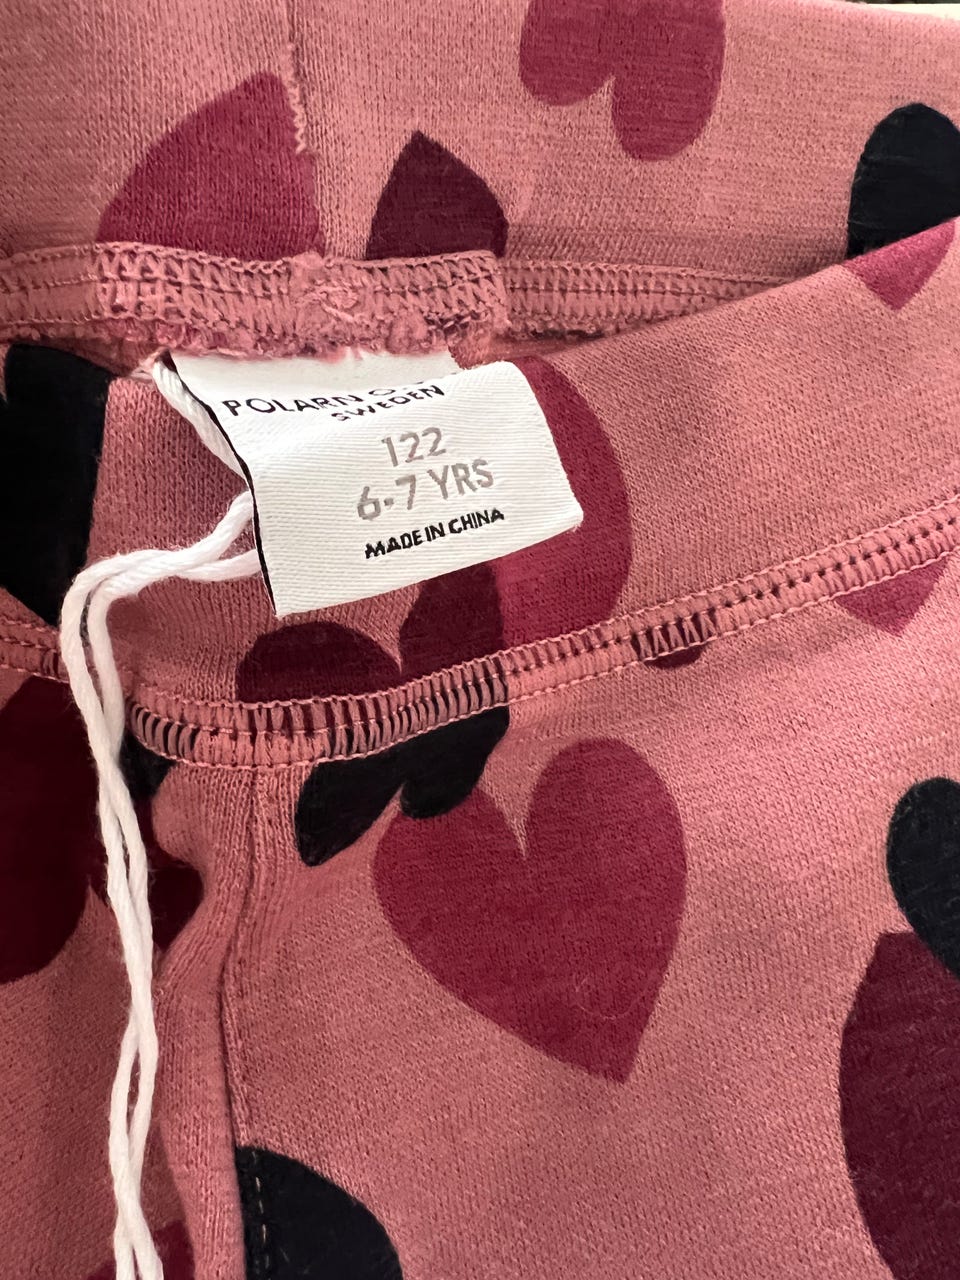 POLARN O.
SWEDEN
122
6-7 YRS
MADE IN CHINA